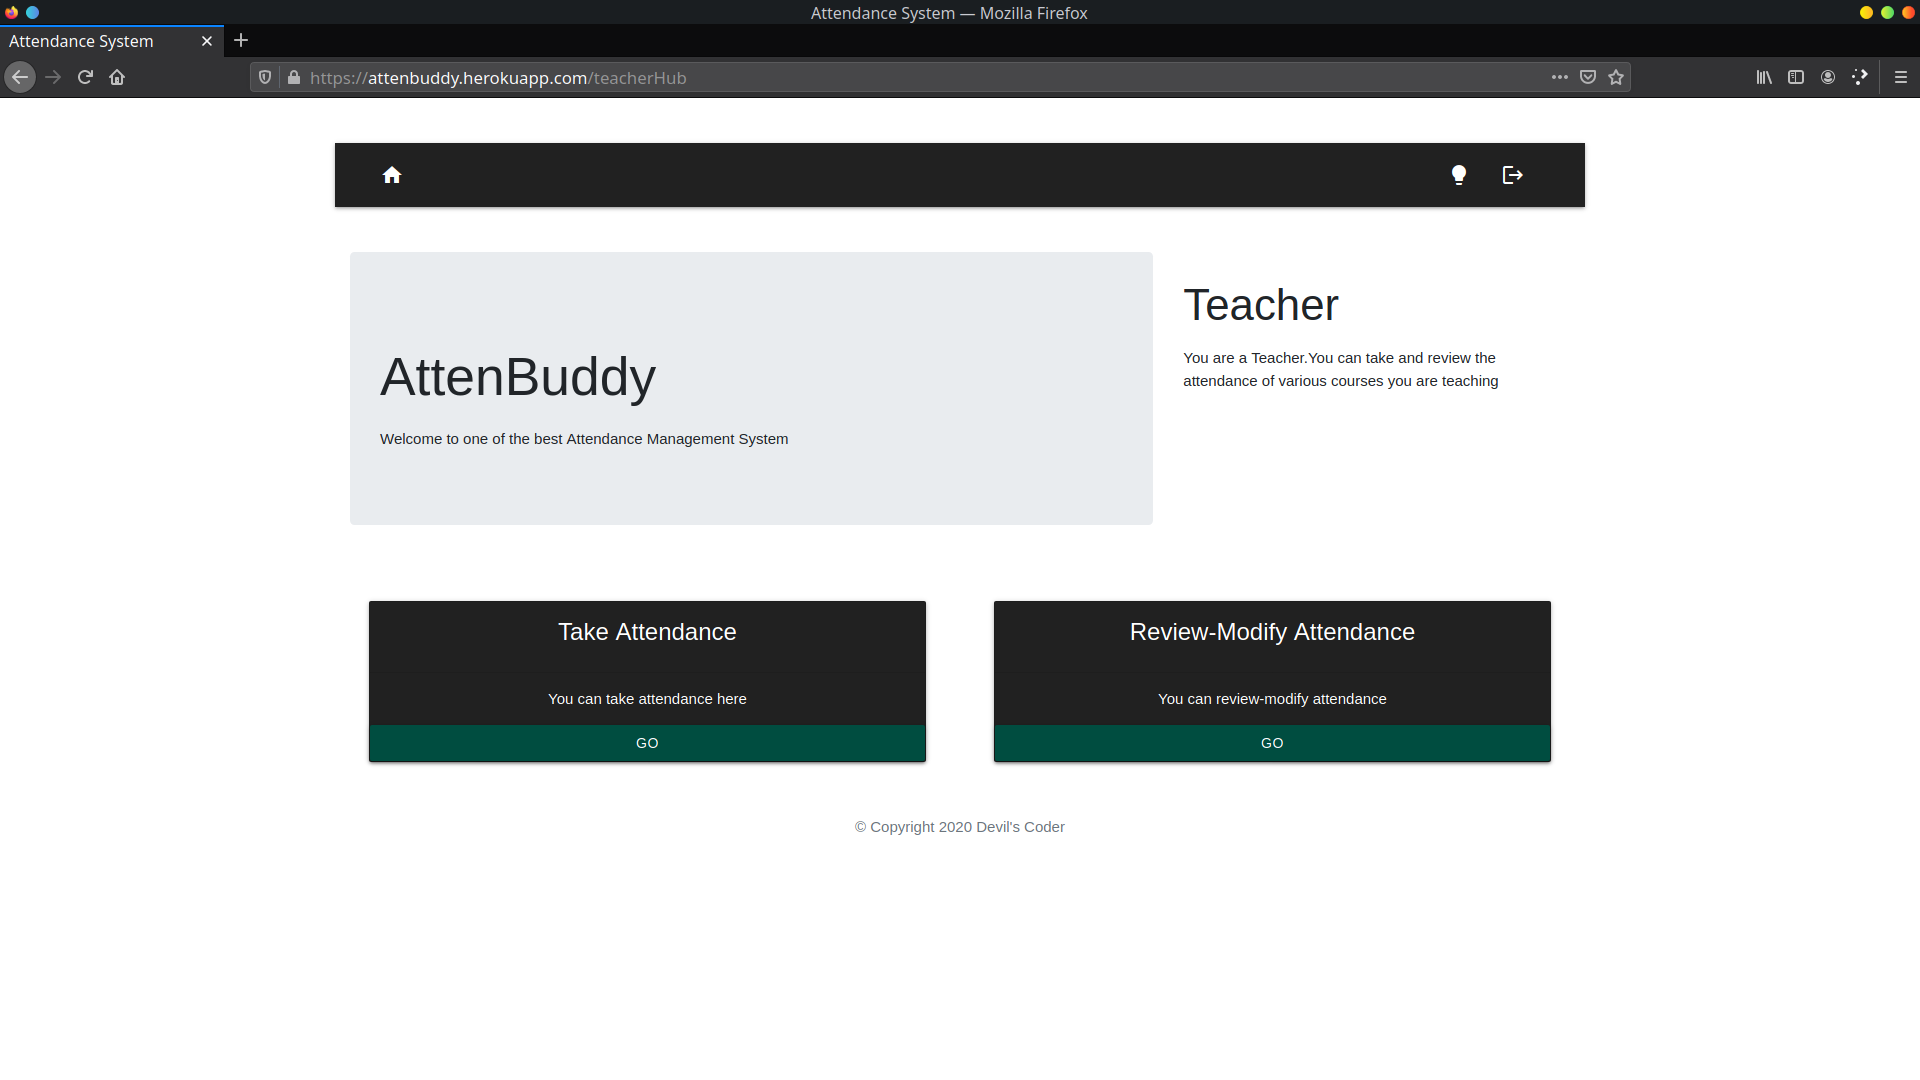 Attendance System — Mozilla Firefox
Attendance System
https://attenbuddy.herokuapp.com/teacherHub
AttenBuddy
Welcome to one of the best Attendance Management System
Teacher
You are a Teacher.You can take and review the
attendance of various courses you are teaching
Take Attendance
You can take attendance here
GO
Review-Modify Attendance
You can review-modify attendance
GO
© Copyright 2020 Devil's Coder